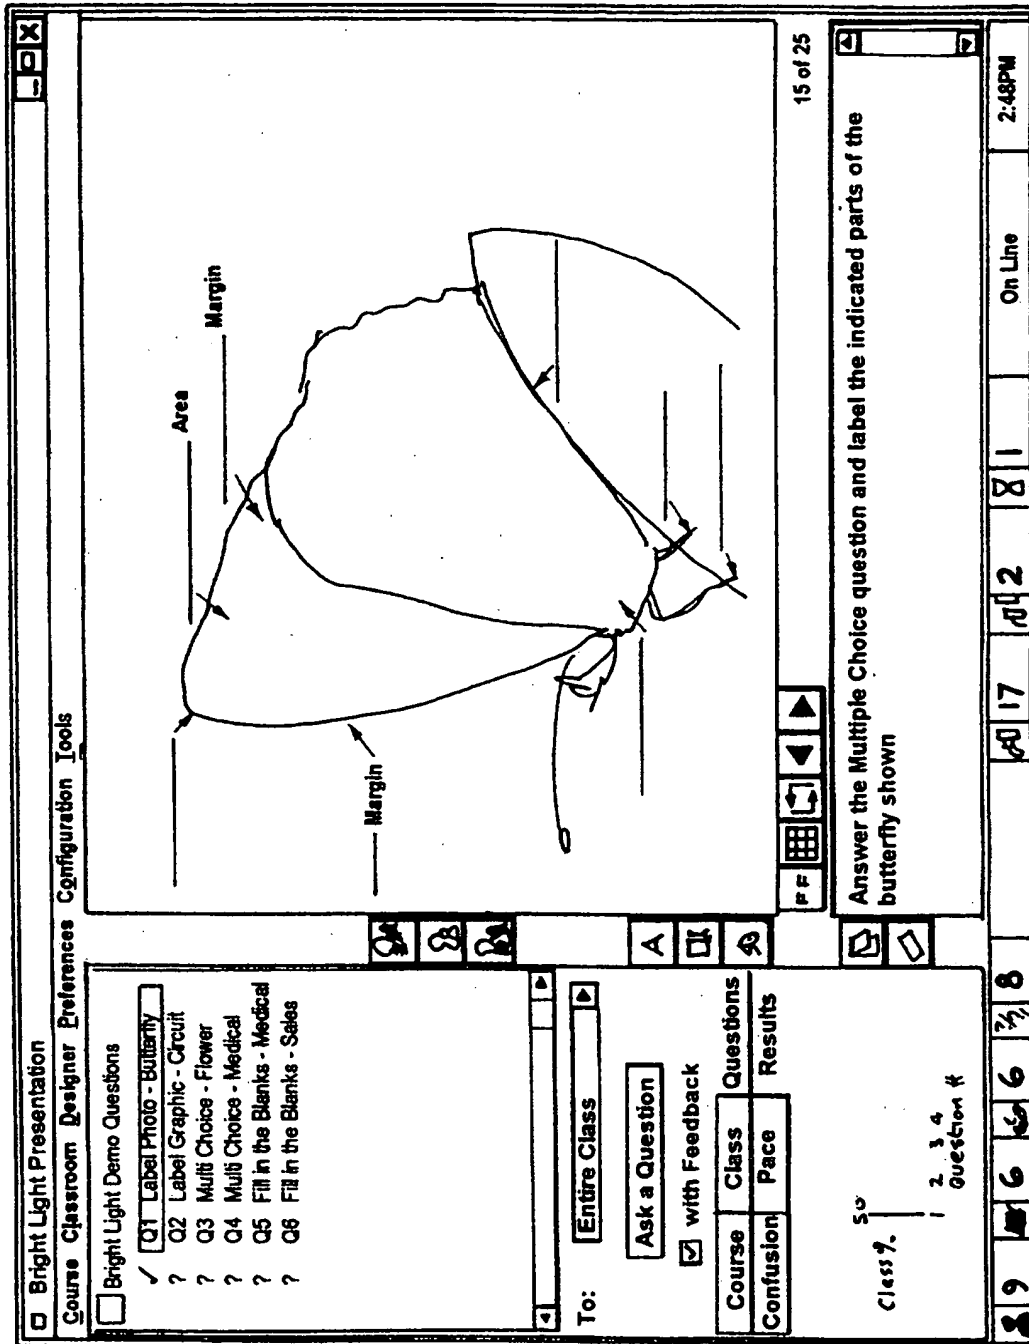 Bright Light Presentation
Course Classroom Designer Preferences Configuration Tools
Bright Light Demo Questions
✓ Q1 Label Photo - Butterfly
? Q2 Label Graphic - Circuit
? Q3 Multi Choice - Flower
? Q4 Multi Choice - Medical
? Q5 Fill in the Blanks - Medical
? Q6 Fill in the Blanks - Sales
To: Entire Class
Ask a Question
with Feedback
Course Class Questions
Confusion Pace Results
Class %
50
1 2 3 4
Question #
A
Area
Margin
Margin
FF
15 of 25
Answer the Multiple Choice question and label the indicated parts of the
butterfly shown
8 9 6 6 8 17 2 8 1 On Line 2:48PM